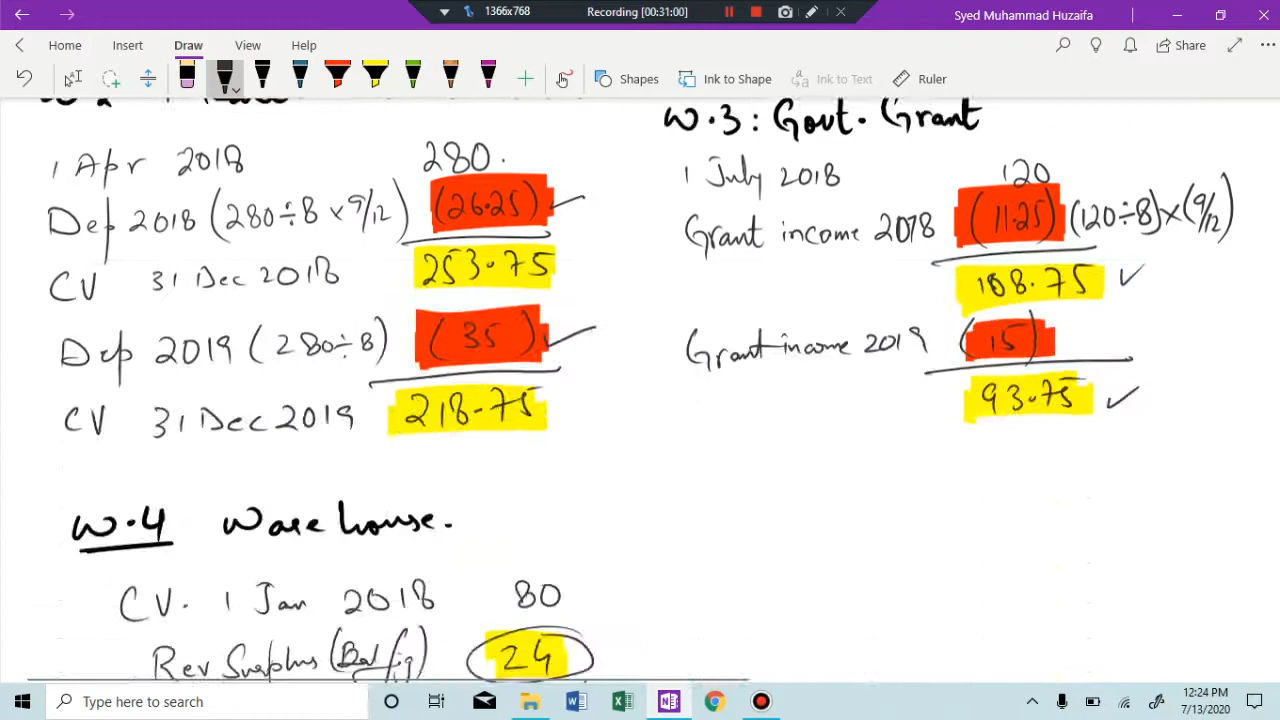 1366x768
Recording [00:31:00]
Syed Muhammad Huzaifa
Home Insert Draw View Help
Share
Shapes
Ink to Shape
Ink to Text
Ruler
1 Apr 2018 280.
Dep 2018 (280÷8 × 9/12) (26.25)
253.75
CV 31 Dec 2018
Dep 2019 (280÷8) (35)
CV 31 Dec 2019 218.75
W.3: Govt. Grant
1 July 2018 120
Grant income 2018 (11.25) (120÷8)×(9/12)
108.75
Grant income 2019 (15)
93.75
W.4 Warehouse.
CV. 1 Jan 2018 80
Rev Surplus (Bal fig) 24
Type here to search
12:24 PM
7/13/2020